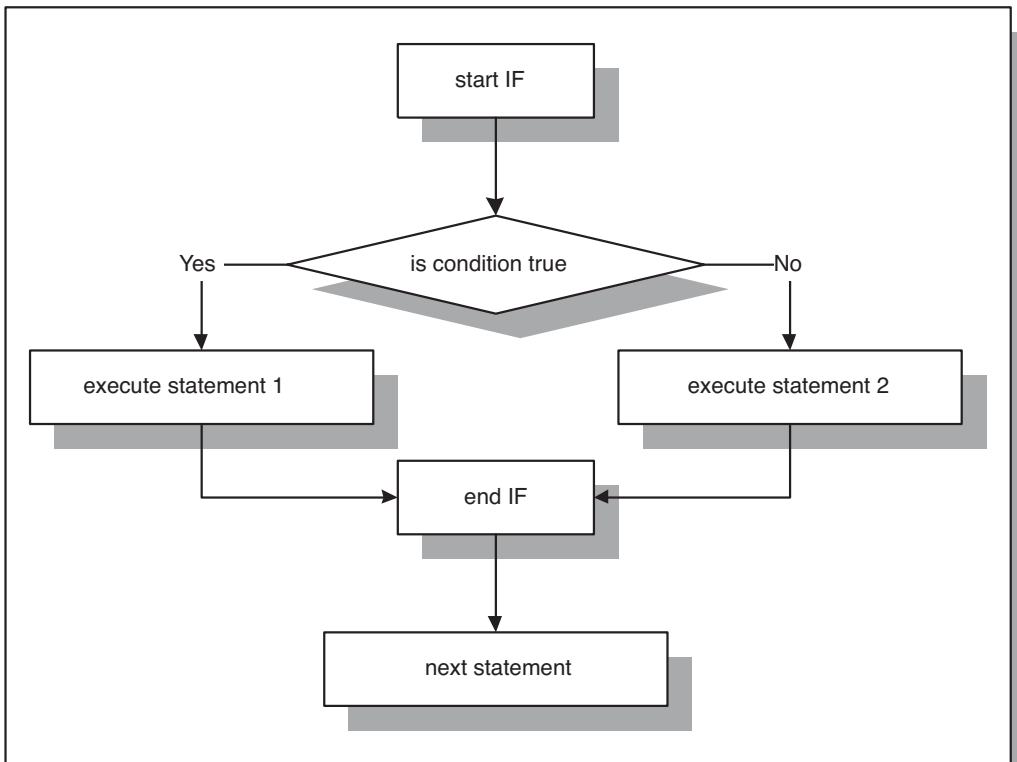 start IF
is condition true
Yes
No
execute statement 1
execute statement 2
end IF
next statement